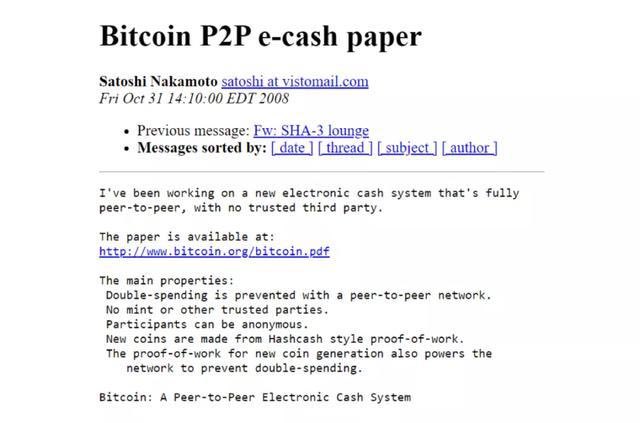 Bitcoin P2P e-cash paper
Satoshi Nakamoto satoshi at vistomail.com
Fri Oct 31 14:10:00 EDT 2008
• Previous message: Fw: SHA-3 lounge
• Messages sorted by: [ date ] [ thread ] [ subject ] [ author ]
I've been working on a new electronic cash system that's fully
peer-to-peer, with no trusted third party.
The paper is available at:
http://www.bitcoin.org/bitcoin.pdf
The main properties:
Double-spending is prevented with a peer-to-peer network.
No mint or other trusted parties.
Participants can be anonymous.
New coins are made from Hashcash style proof-of-work.
The proof-of-work for new coin generation also powers the
network to prevent double-spending.
Bitcoin: A Peer-to-Peer Electronic Cash System